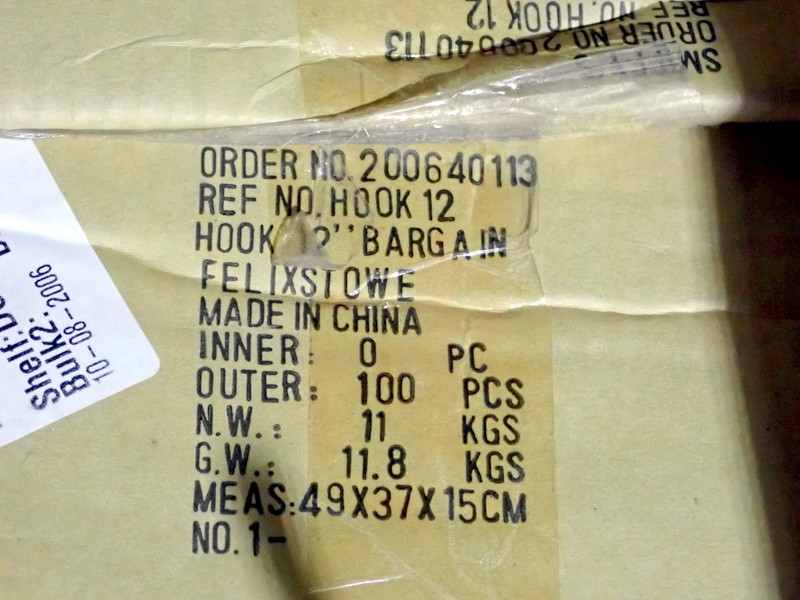 REF NO.HOOK 12
ORDER NO 200640113
ORDER NO.200640113
REF NO.HOOK 12
HOOK 2''BARGAIN
FELIXSTOWE
MADE IN CHINA
INNER: 0 PC
OUTER: 100 PCS
N.W.: 11 KGS
G.W.: 11.8 KGS
MEAS:49X37X15CM
NO.1-
Bulk2:
10-08-2006